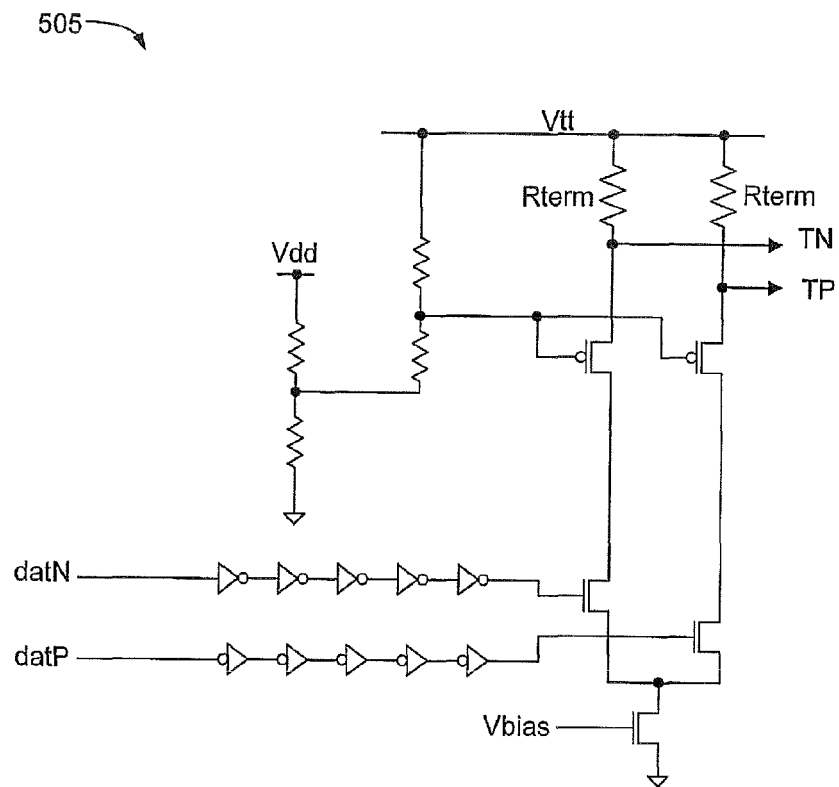 505
Vtt
Rterm
Rterm
TN
Vdd
TP
datN
datP
Vbias